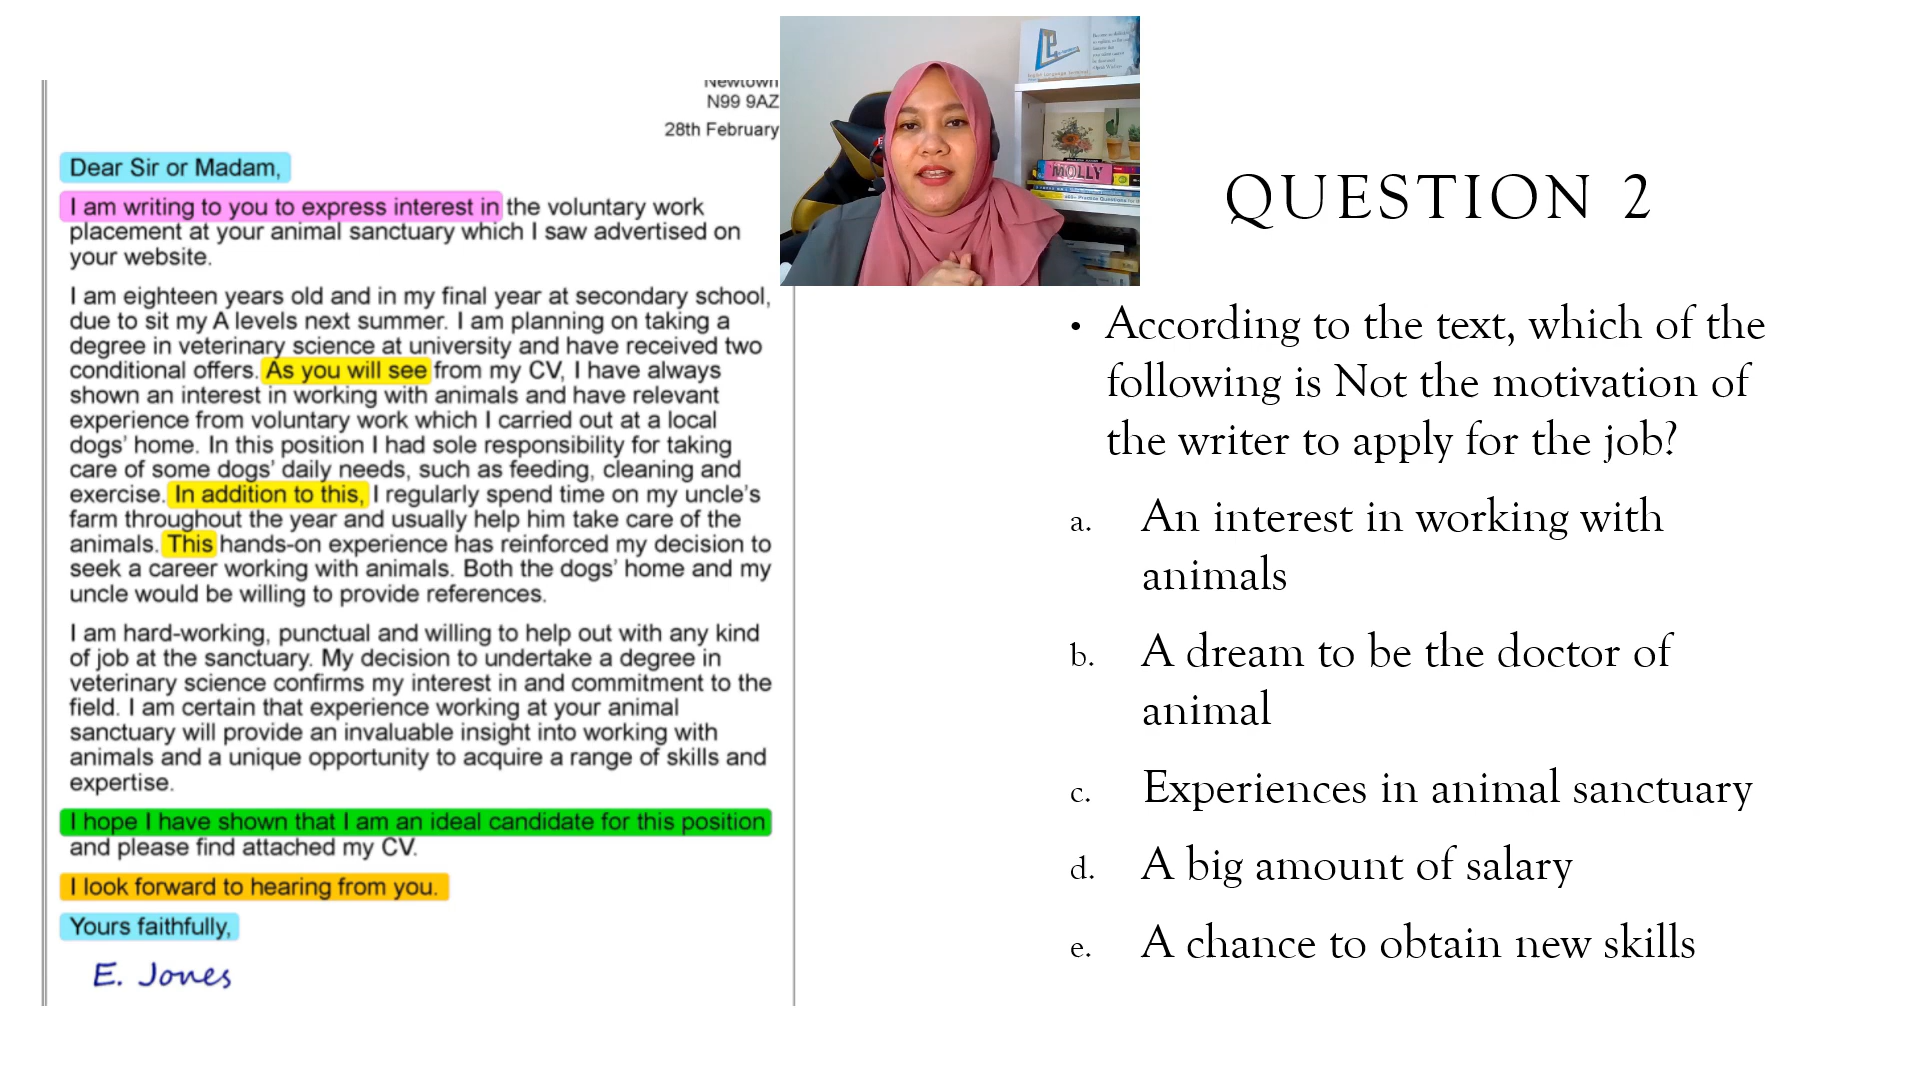 Newtown
N99 9AZ
28th February
Dear Sir or Madam,
I am writing to you to express interest in the voluntary work
placement at your animal sanctuary which I saw advertised on
your website.
I am eighteen years old and in my final year at secondary school,
due to sit my A levels next summer. I am planning on taking a
degree in veterinary science at university and have received two
conditional offers. As you will see from my CV, I have always
shown an interest in working with animals and have relevant
experience from voluntary work which I carried out at a local
dogs' home. In this position I had sole responsibility for taking
care of some dogs' daily needs, such as feeding, cleaning and
exercise. In addition to this, I regularly spend time on my uncle's
farm throughout the year and usually help him take care of the
animals. This hands-on experience has reinforced my decision to
seek a career working with animals. Both the dogs' home and my
uncle would be willing to provide references.
I am hard-working, punctual and willing to help out with any kind
of job at the sanctuary. My decision to undertake a degree in
veterinary science confirms my interest in and commitment to the
field. I am certain that experience working at your animal
sanctuary will provide an invaluable insight into working with
animals and a unique opportunity to acquire a range of skills and
expertise.
I hope I have shown that I am an ideal candidate for this position
and please find attached my CV.
I look forward to hearing from you.
Yours faithfully,
E. Jones
MOLLY
QUESTION 2
• According to the text, which of the
following is Not the motivation of
the writer to apply for the job?
a. An interest in working with
animals
b. A dream to be the doctor of
animal
c. Experiences in animal sanctuary
d. A big amount of salary
e. A chance to obtain new skills